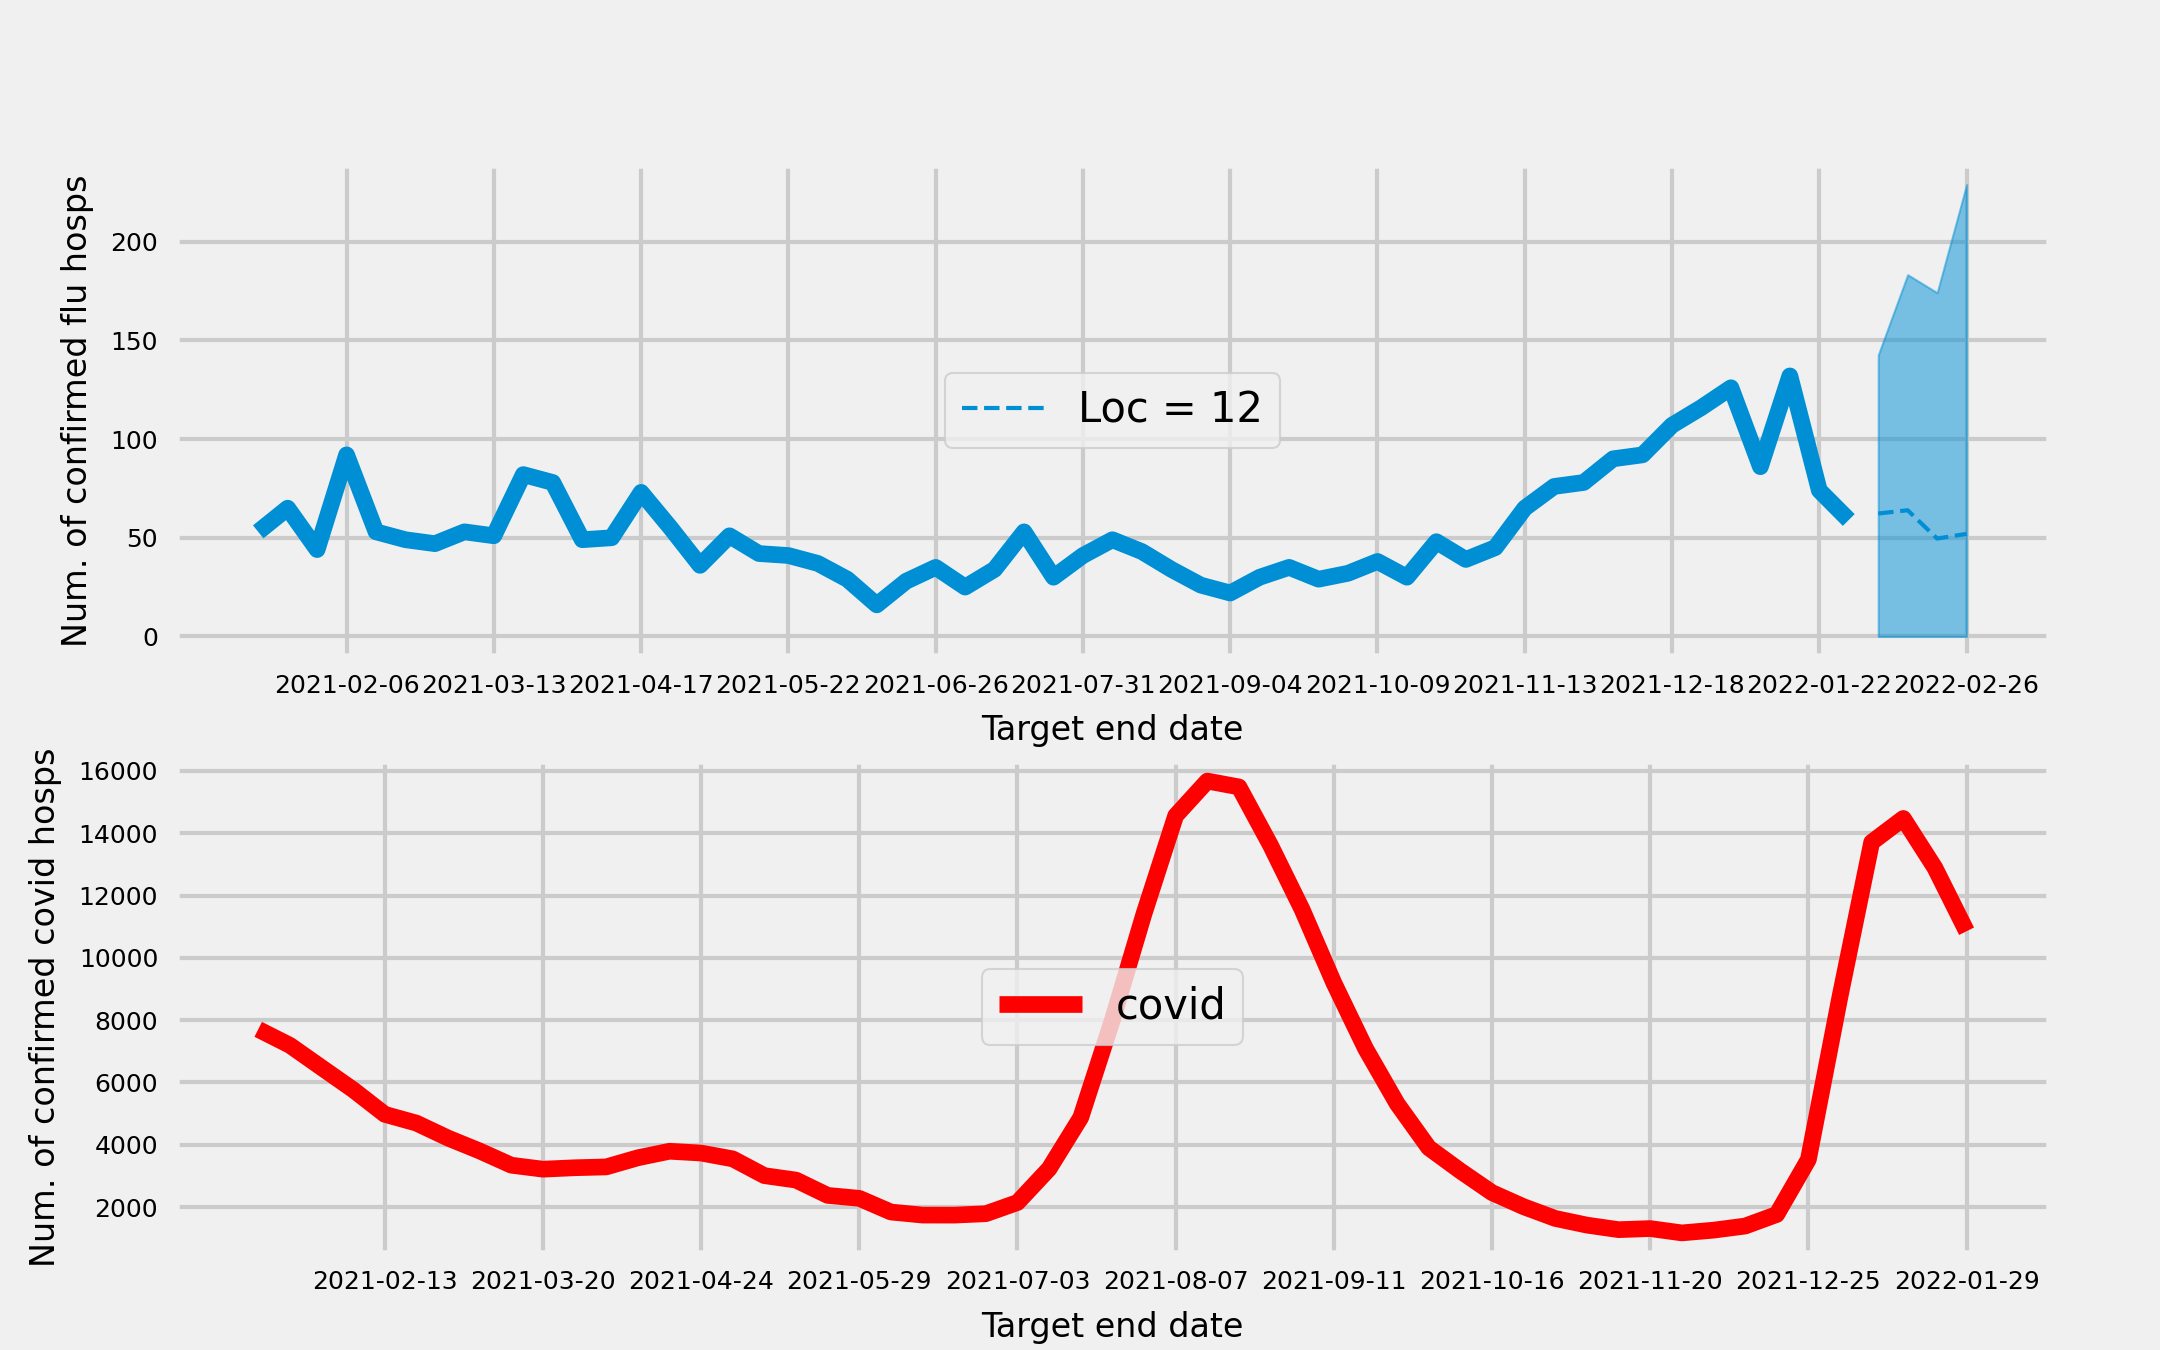 Num. of confirmed flu hosps
200
150
100
50
0
Loc = 12
2021-02-06 2021-03-13 2021-04-17 2021-05-22 2021-06-26 2021-07-31 2021-09-04 2021-10-09 2021-11-13 2021-12-18 2022-01-22 2022-02-26
Target end date
Num. of confirmed covid hosps
16000
14000
12000
10000
8000
6000
4000
2000
covid
2021-02-13 2021-03-20 2021-04-24 2021-05-29 2021-07-03 2021-08-07 2021-09-11 2021-10-16 2021-11-20 2021-12-25 2022-01-29
Target end date